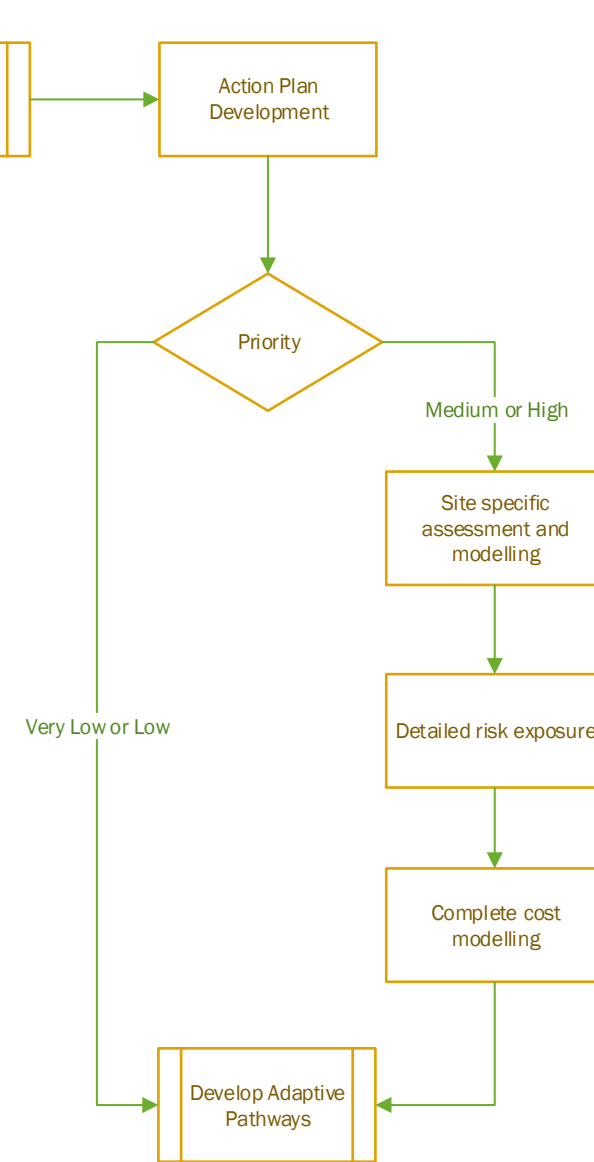 Action Plan
Development
Priority
Medium or High
Site specific
assessment and
modelling
Very Low or Low
Detailed risk exposure
Complete cost
modelling
Develop Adaptive
Pathways